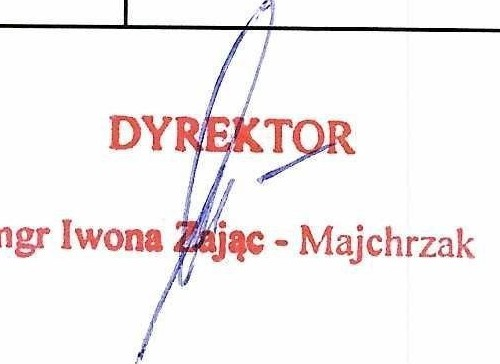 DYREKTOR
mgr Iwona Zając - Majchrzak